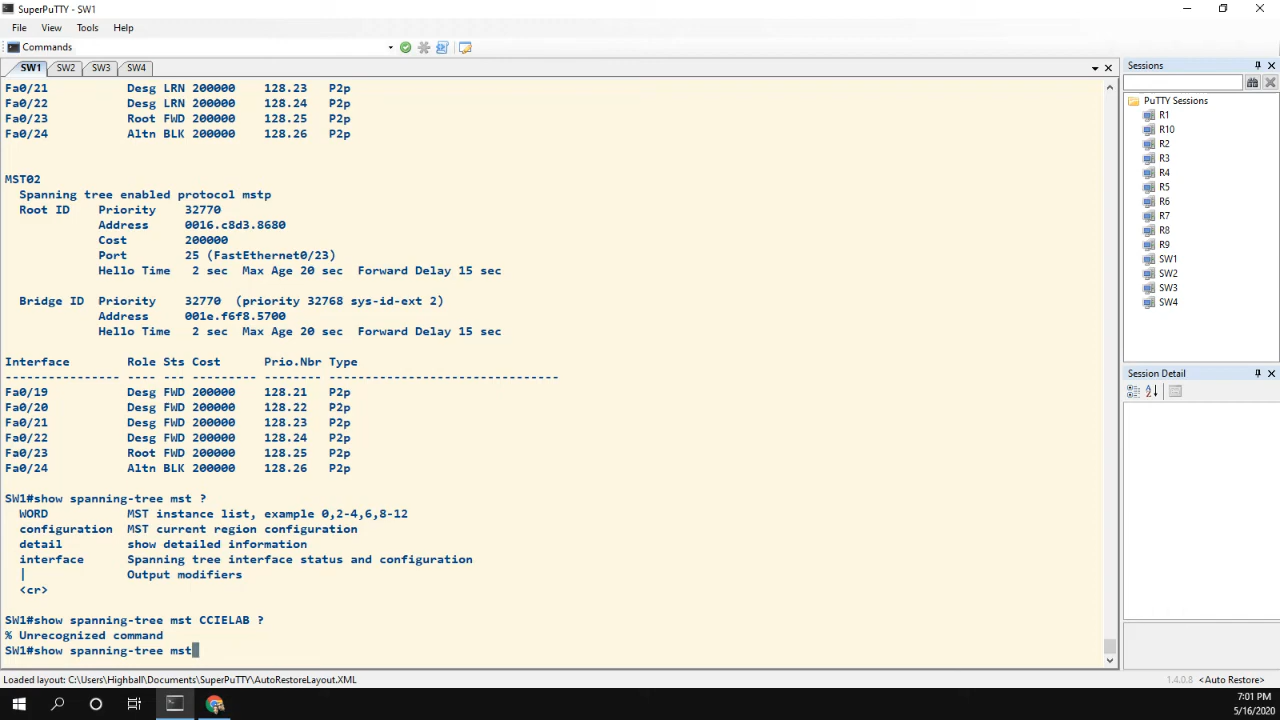 SuperPuTTY - SW1
File View Tools Help
Commands
SW1 SW2 SW3 SW4
Fa0/21 Desg LRN 200000 128.23 P2p
Fa0/22 Desg LRN 200000 128.24 P2p
Fa0/23 Root FWD 200000 128.25 P2p
Fa0/24 Altn BLK 200000 128.26 P2p
MST02
Spanning tree enabled protocol mstp
Root ID Priority 32770
Address 0016.c8d3.8680
Cost 200000
Port 25 (FastEthernet0/23)
Hello Time 2 sec Max Age 20 sec Forward Delay 15 sec
Bridge ID Priority 32770 (priority 32768 sys-id-ext 2)
Address 001e.f6f8.5700
Hello Time 2 sec Max Age 20 sec Forward Delay 15 sec
Interface Role Sts Cost Prio.Nbr Type
---------------- ---- --- --------- -------- --------------------------------
Fa0/19 Desg FWD 200000 128.21 P2p
Fa0/20 Desg FWD 200000 128.22 P2p
Fa0/21 Desg FWD 200000 128.23 P2p
Fa0/22 Desg FWD 200000 128.24 P2p
Fa0/23 Root FWD 200000 128.25 P2p
Fa0/24 Altn BLK 200000 128.26 P2p
SW1#show spanning-tree mst ?
WORD MST instance list, example 0,2-4,6,8-12
configuration MST current region configuration
detail show detailed information
interface Spanning tree interface status and configuration
| Output modifiers
<cr>
SW1#show spanning-tree mst CCIELAB ?
% Unrecognized command
SW1#show spanning-tree mst
Sessions
PuTTY Sessions
R1
R10
R2
R3
R4
R5
R6
R7
R8
R9
SW1
SW2
SW3
SW4
Session Detail
Loaded layout: C:\Users\Highball\Documents\SuperPuTTY\AutoRestoreLayout.XML
1.4.0.8 <Auto Restore>
7:01 PM
5/16/2020